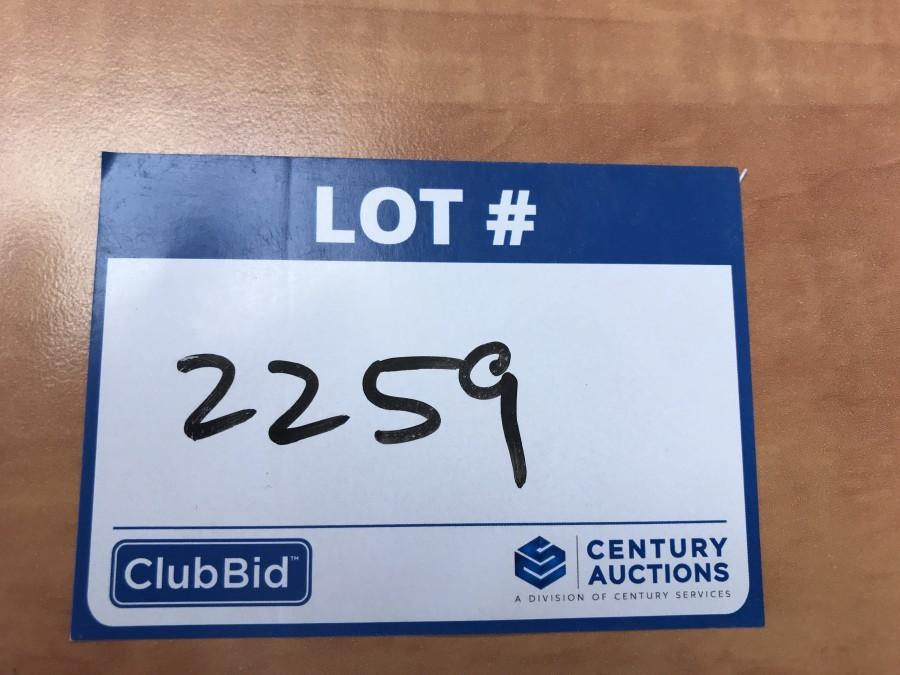 LOT #
2259
ClubBid™
CENTURY
AUCTIONS
A DIVISION OF CENTURY SERVICES